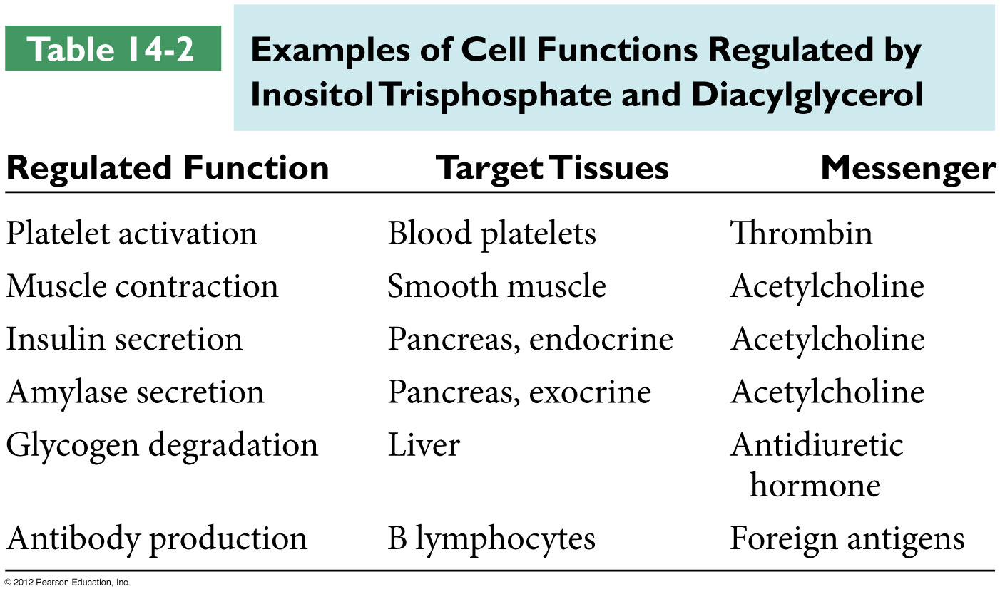 Table 14-2
Examples of Cell Functions Regulated by
Inositol Trisphosphate and Diacylglycerol
Regulated Function Target Tissues Messenger
Platelet activation Blood platelets Thrombin
Muscle contraction Smooth muscle Acetylcholine
Insulin secretion Pancreas, endocrine Acetylcholine
Amylase secretion Pancreas, exocrine Acetylcholine
Glycogen degradation Liver Antidiuretic
hormone
Antibody production B lymphocytes Foreign antigens
© 2012 Pearson Education, Inc.